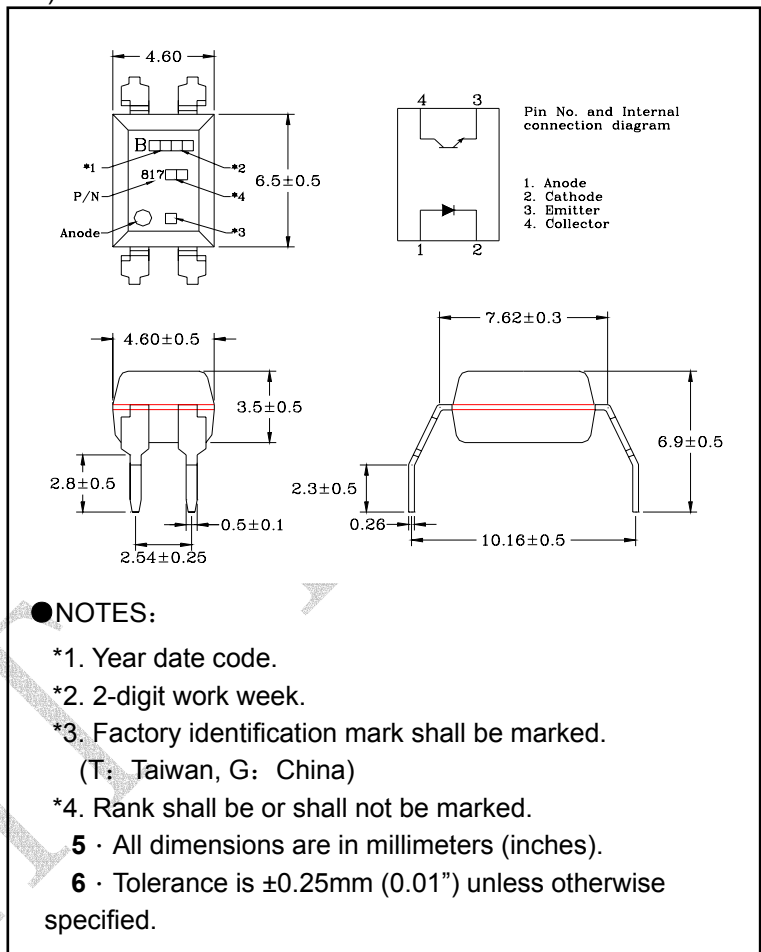 4.60
4
3
Pin No. and Internal
connection diagram
B
*1
*2
817
6.5±0.5
P/N
*4
Anode
*3
1. Anode
2. Cathode
3. Emitter
4. Collector
1
2
4.60±0.5
7.62±0.3
3.5±0.5
6.9±0.5
2.8±0.5
2.3±0.5
0.5±0.1
0.26
10.16±0.5
2.54±0.25
●NOTES：
*1. Year date code.
*2. 2-digit work week.
*3. Factory identification mark shall be marked.
(T：Taiwan, G：China)
*4. Rank shall be or shall not be marked.
5．All dimensions are in millimeters (inches).
6．Tolerance is ±0.25mm (0.01”) unless otherwise
specified.